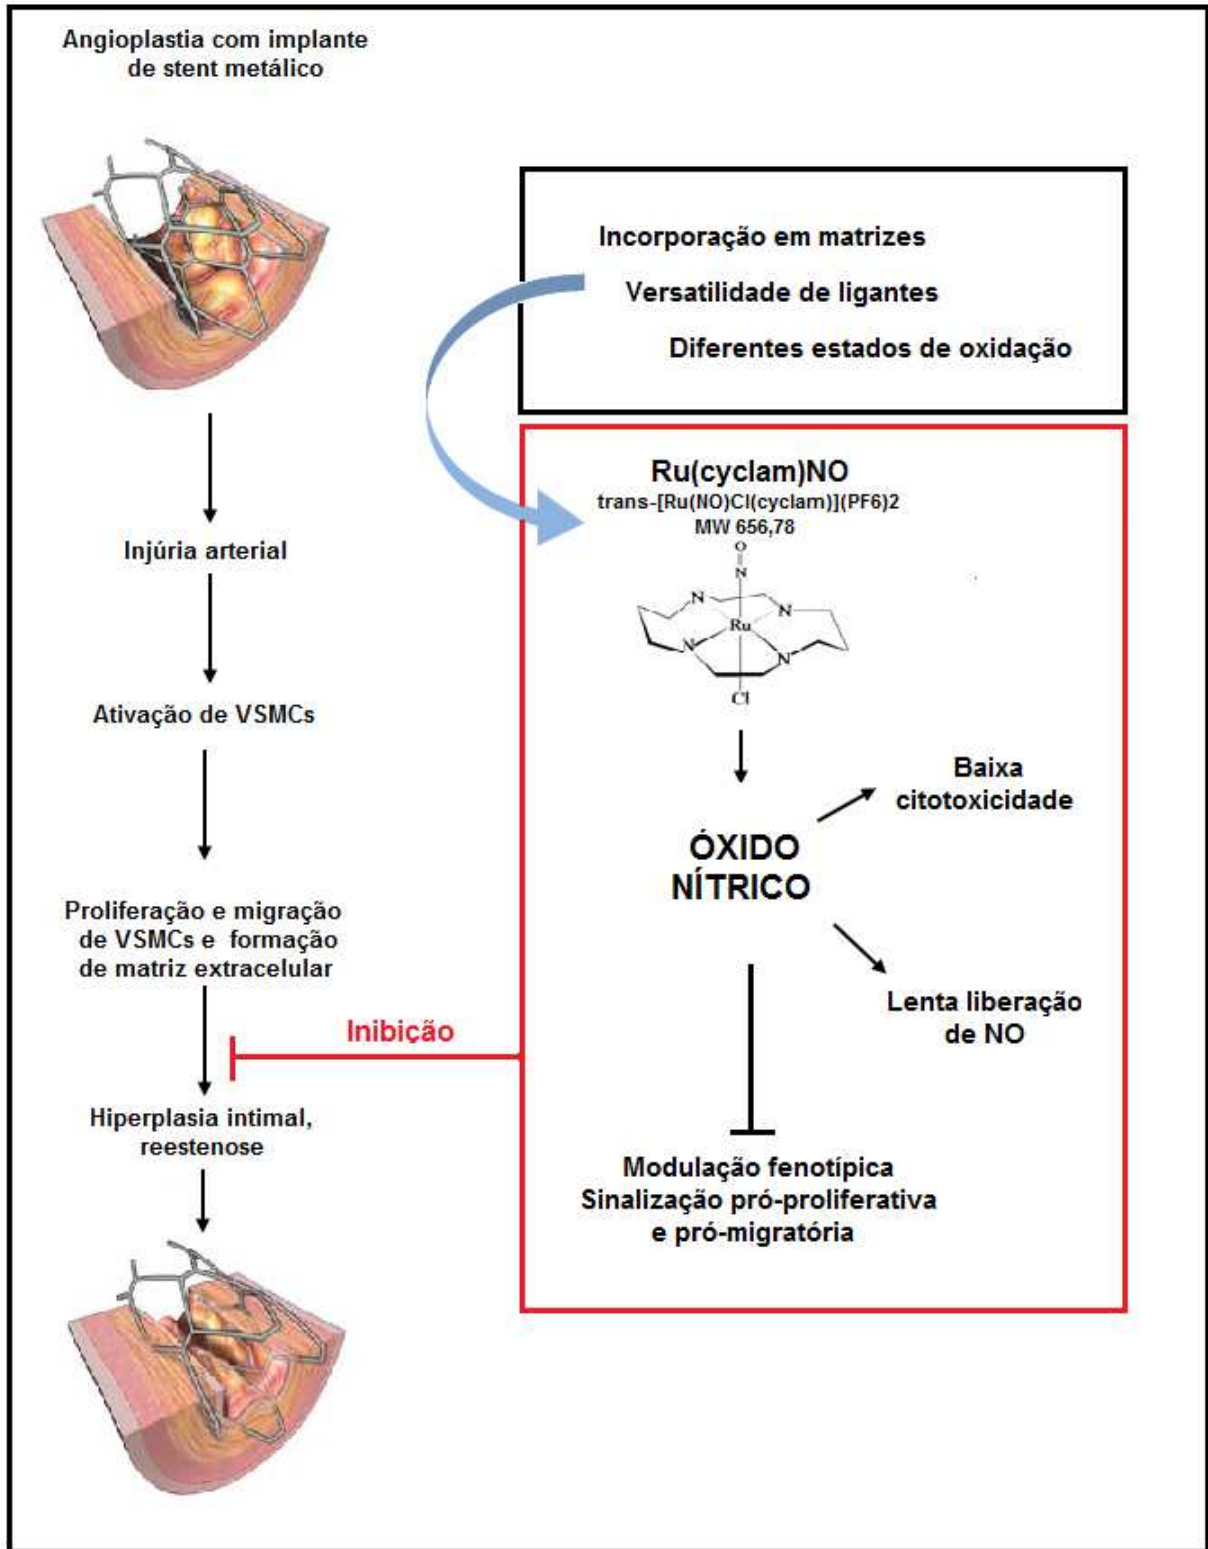 Angioplastia com implante
de stent metálico
Injúria arterial
Ativação de VSMCs
Proliferação e migração
de VSMCs e formação
de matriz extracelular
Inibição
Hiperplasia intimal,
reestenose
Incorporação em matrizes
Versatilidade de ligantes
Diferentes estados de oxidação
Ru(cyclam)NO
trans-[Ru(NO)Cl(cyclam)](PF6)2
MW 656,78
O
N
N
N
Ru
N
N
Cl
Baixa
citotoxicidade
ÓXIDO
NÍTRICO
Lenta liberação
de NO
Modulação fenotípica
Sinalização pró-proliferativa
e pró-migratória